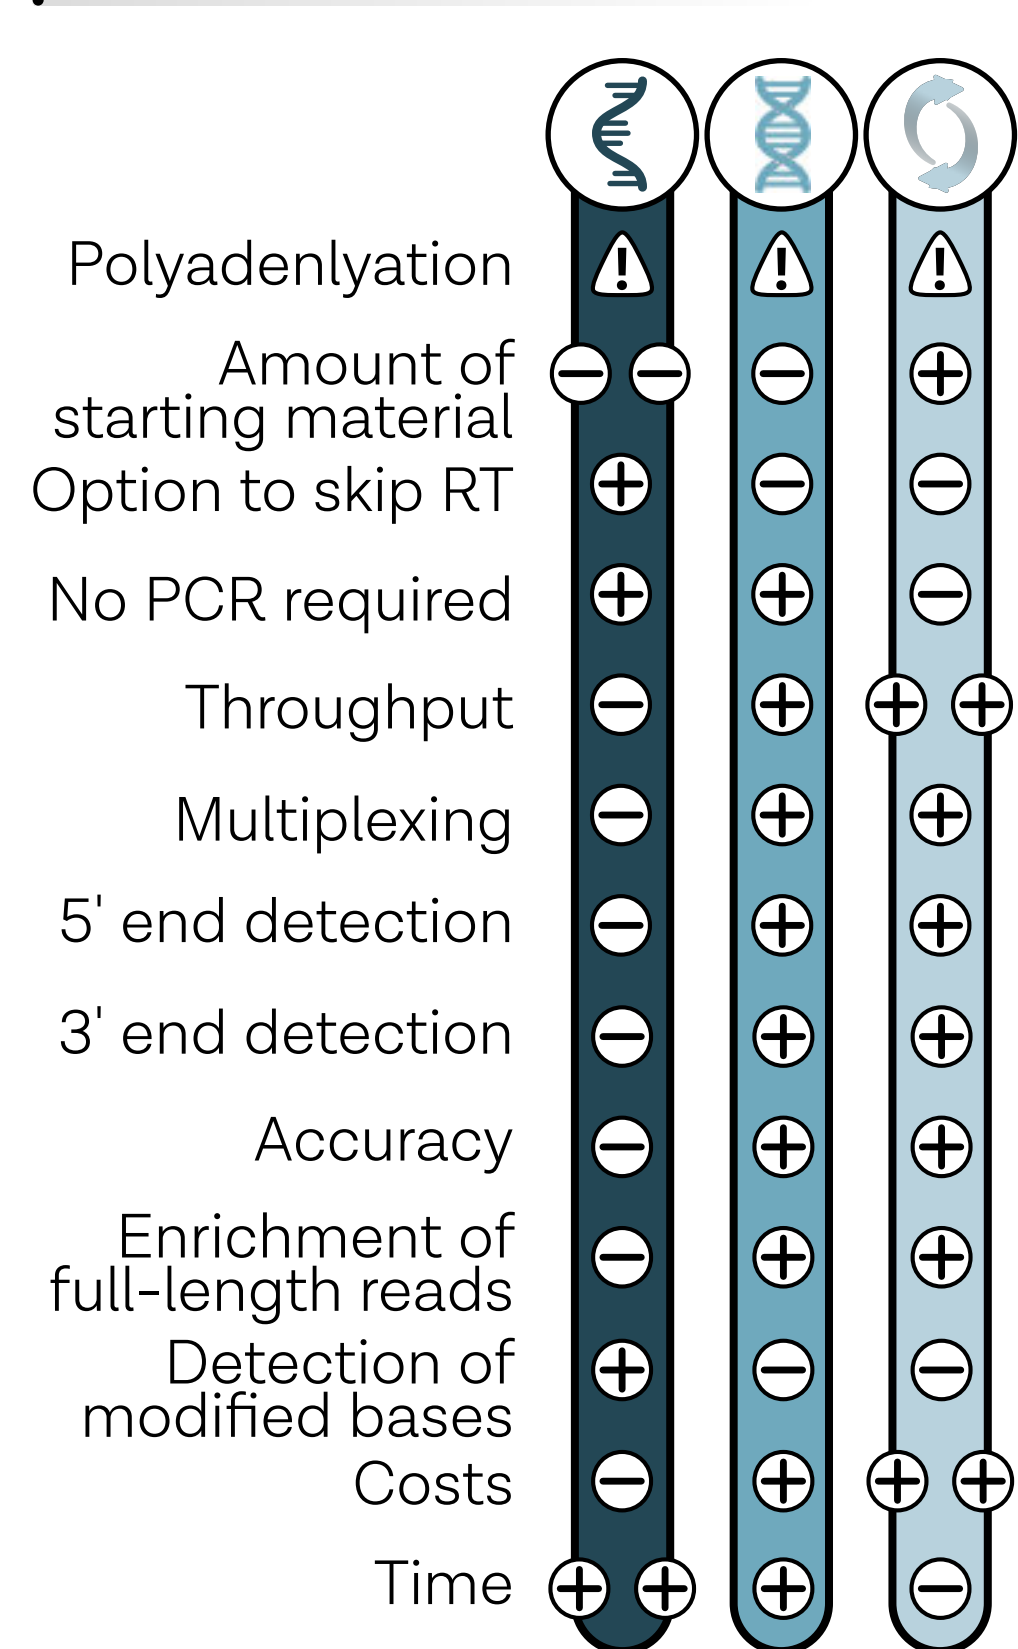 Polyadenlyation
Amount of
starting material
Option to skip RT
No PCR required
Throughput
Multiplexing
5' end detection
3' end detection
Accuracy
Enrichment of
full-length reads
Detection of
modified bases
Costs
Time